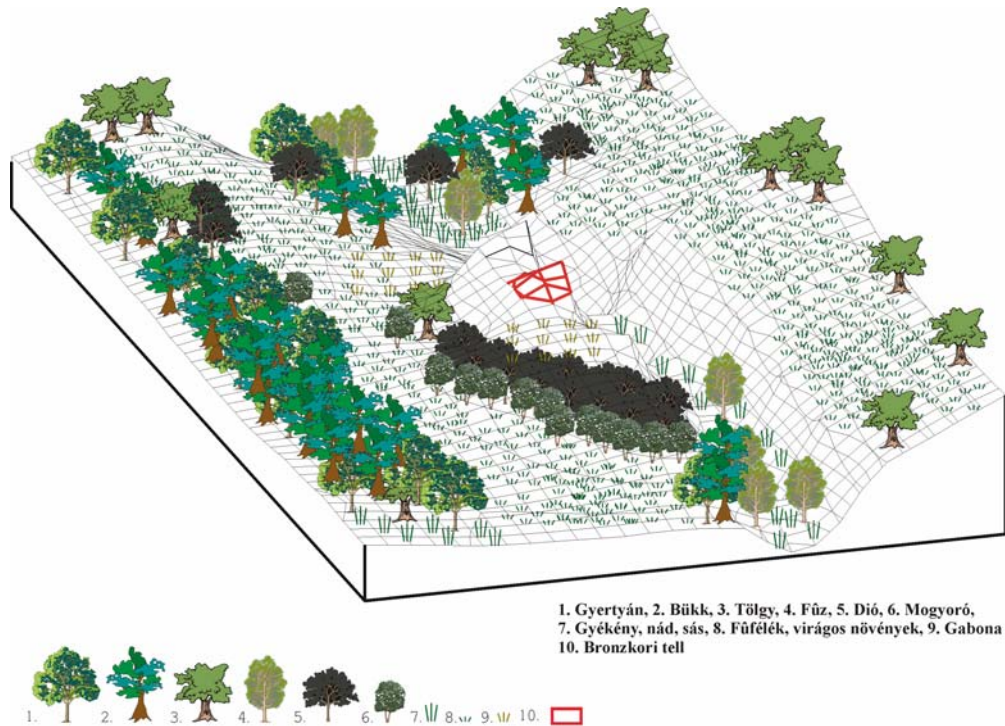 1. Gyertyán, 2. Bükk, 3. Tölgy, 4. Fûz, 5. Dió, 6. Mogyoró,
7. Gyékény, nád, sás, 8. Fûfélék, virágos növények, 9. Gabona
10. Bronzkori tell
1. 2. 3. 4. 5. 6. 7. 8. 9. 10.